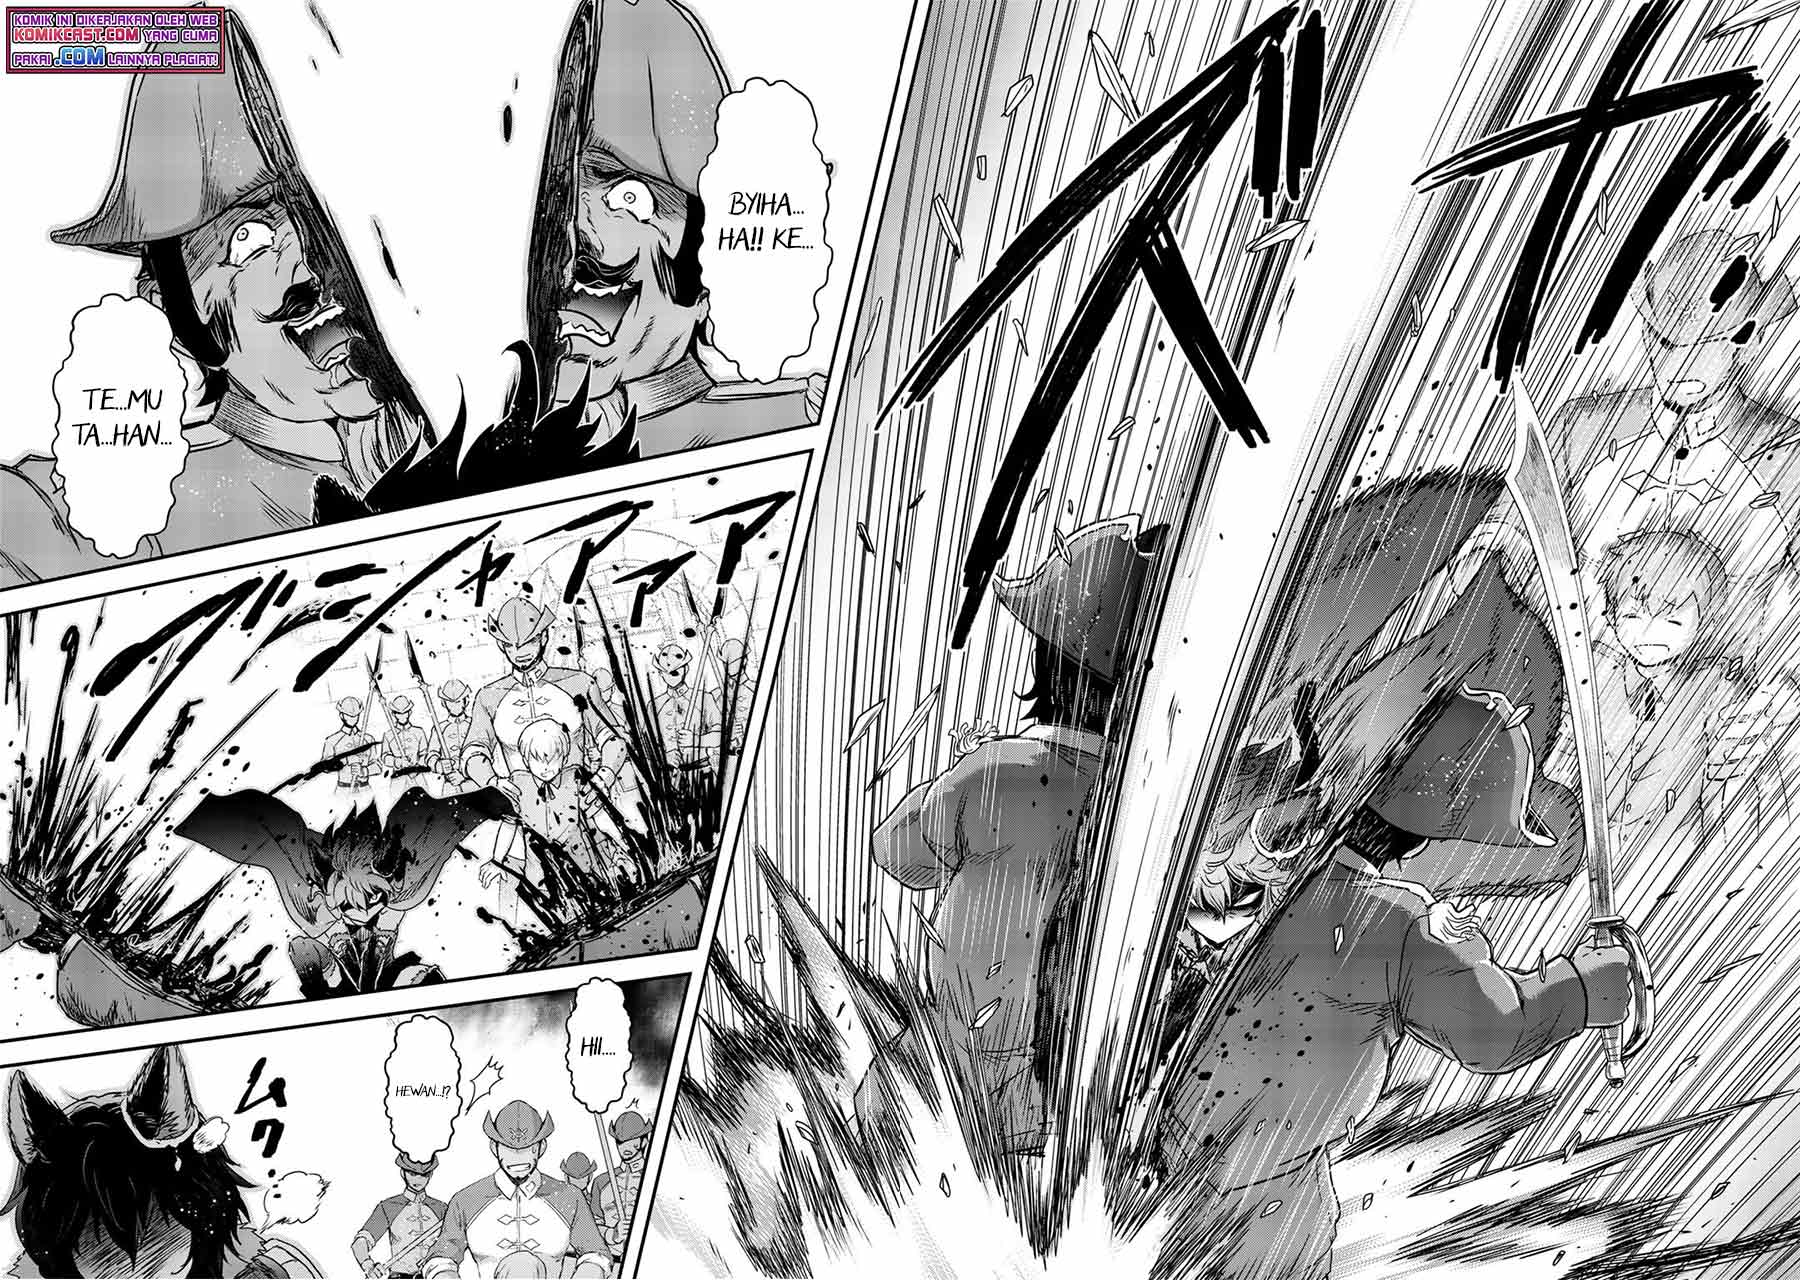 KOMIK INI DIKERJAKAN OLEH WEB
KOMIKCAST.COM YANG CUMA
PAKAI .COM LAINNYA PLAGIAT!
ズガ
BYIHA...
HA!! KE...
TE...MU
TA...HAN...
ブシャァァァ
HII....
HEWAN...!?
ムク